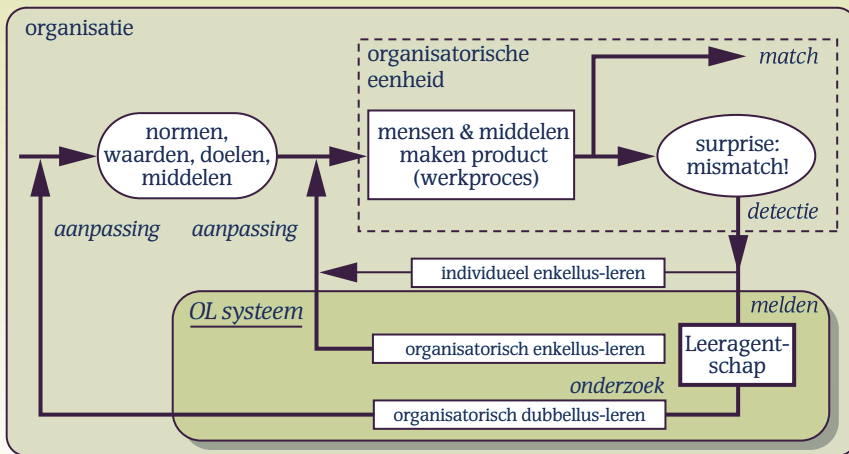 organisatie
organisatorische
eenheid
match
normen,
waarden, doelen,
middelen
mensen & middelen
maken product
(werkproces)
surprise:
mismatch!
aanpassing
aanpassing
detectie
individueel enkellus-leren
melden
OL systeem
organisatorisch enkellus-leren
Leeragent-
schap
onderzoek
organisatorisch dubbellus-leren